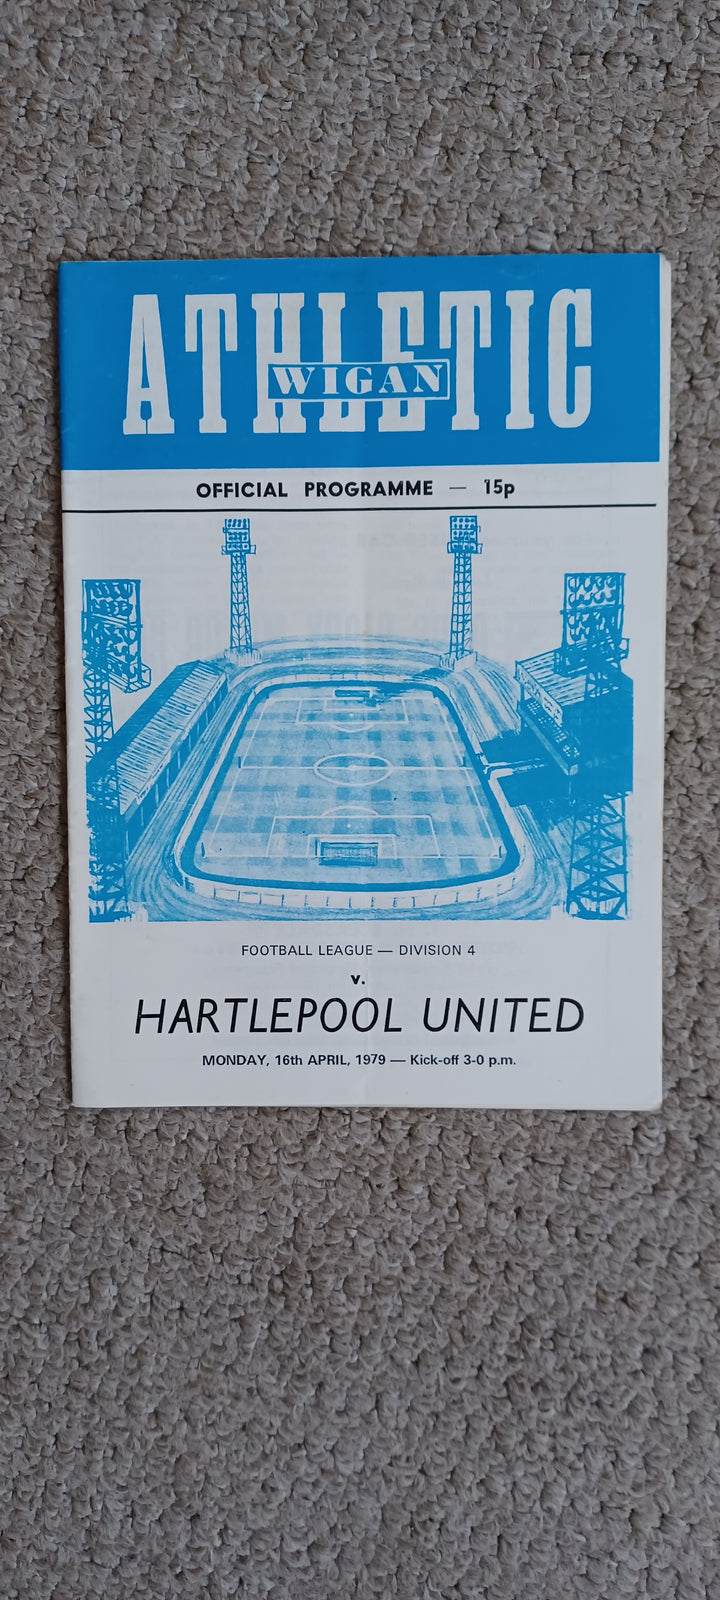 ATHLETIC
WIGAN
OFFICIAL PROGRAMME — 15p
FOOTBALL LEAGUE — DIVISION 4
v.
HARTLEPOOL UNITED
MONDAY, 16th APRIL, 1979 — Kick-off 3-0 p.m.